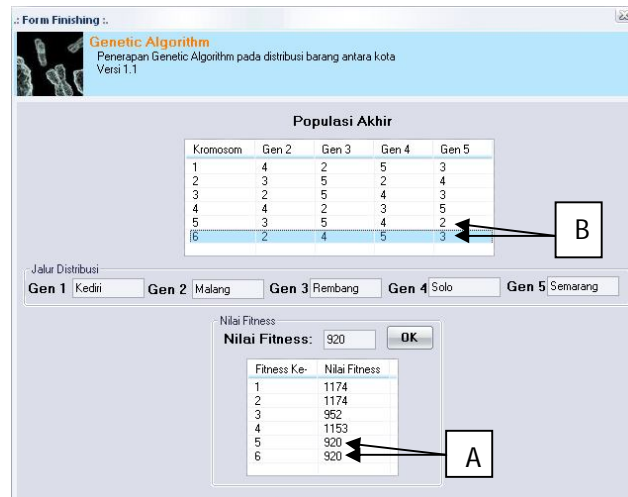 .: Form Finishing :.
Genetic Algorithm
Penerapan Genetic Algorithm pada distribusi barang antara kota
Versi 1.1
Populasi Akhir
Kromosom Gen 2 Gen 3 Gen 4 Gen 5
1 4 2 5 3
2 3 5 2 4
3 2 5 4 3
4 4 2 3 5
5 3 5 4 2
6 2 4 5 3
B
Jalur Distribusi
Gen 1 Kediri Gen 2 Malang Gen 3 Rembang Gen 4 Solo Gen 5 Semarang
Nilai Fitness
Nilai Fitness: 920 OK
Fitness Ke- Nilai Fitness
1 1174
2 1174
3 952
4 1153
5 920
6 920
A